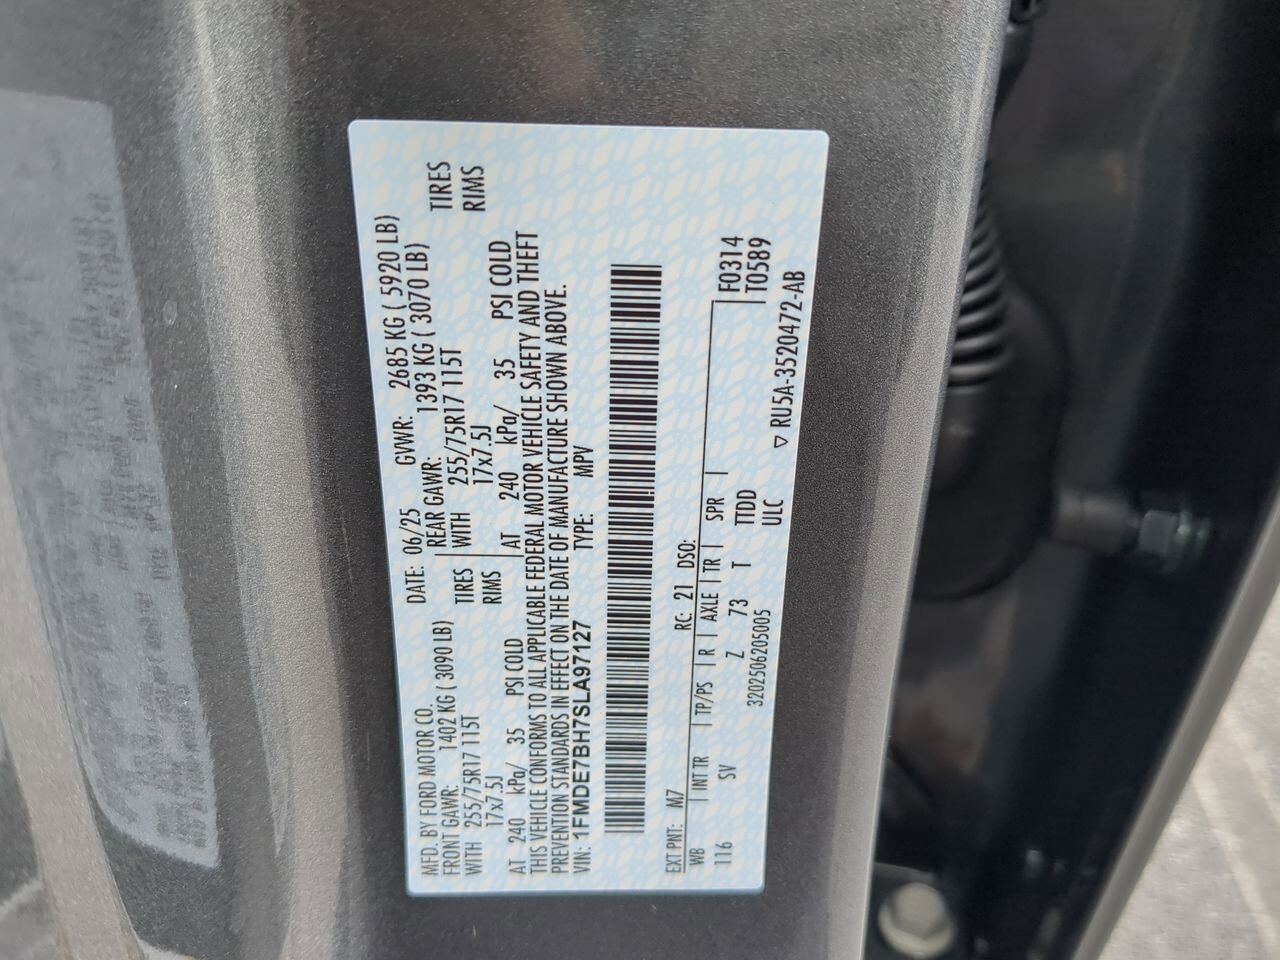 MFD. BY FORD MOTOR CO.
DATE: 06/25 GVWR: 2685 KG ( 5920 LB)
FRONT GAWR: 1402 KG ( 3090 LB) REAR GAWR: 1393 KG ( 3070 LB)
WITH 255/75R17 115T TIRES WITH 255/75R17 115T TIRES
17x7.5J RIMS 17x7.5J RIMS
AT 240 kPa/ 35 PSI COLD AT 240 kPa/ 35 PSI COLD
THIS VEHICLE CONFORMS TO ALL APPLICABLE FEDERAL MOTOR VEHICLE SAFETY AND THEFT
PREVENTION STANDARDS IN EFFECT ON THE DATE OF MANUFACTURE SHOWN ABOVE.
VIN: 1FMDE7BH7SLA97127 TYPE: MPV
EXT PNT: M7 RC: 21 DSO:
WB INT TR TP/PS R AXLE TR SPR F0314
116 SV Z 73 T TTDD T0589
3202506205005 ULC ▽ RU5A-3520472-AB